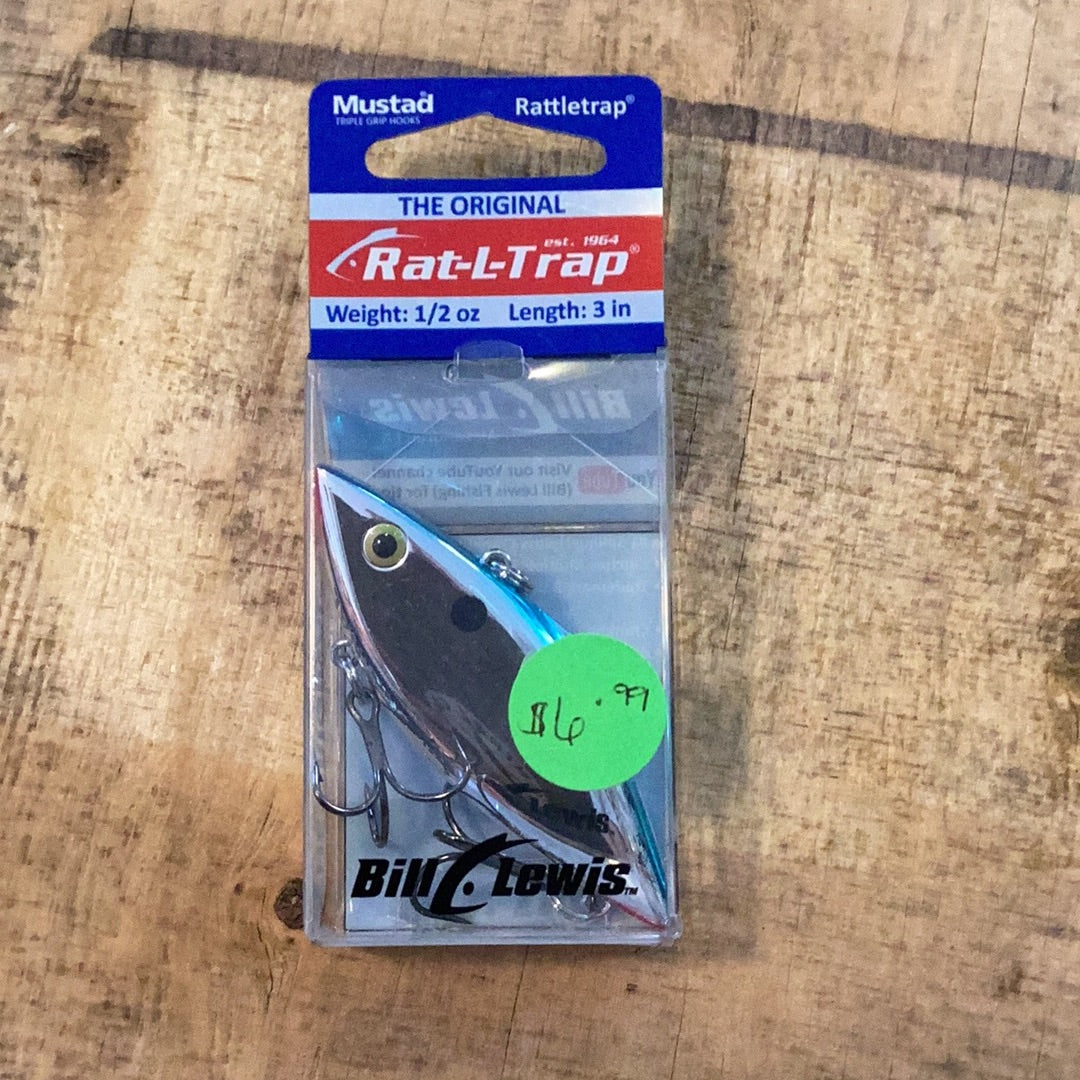 Mustad® Rattletrap®
TRIPLE GRIP HOOKS
THE ORIGINAL
est. 1964
Rat-L-Trap®
Weight: 1/2 oz Length: 3 in
Bill Lewis
Visit our YouTube channel
(Bill Lewis Fishing) for
$6.99
Lewis
Bill Lewis™